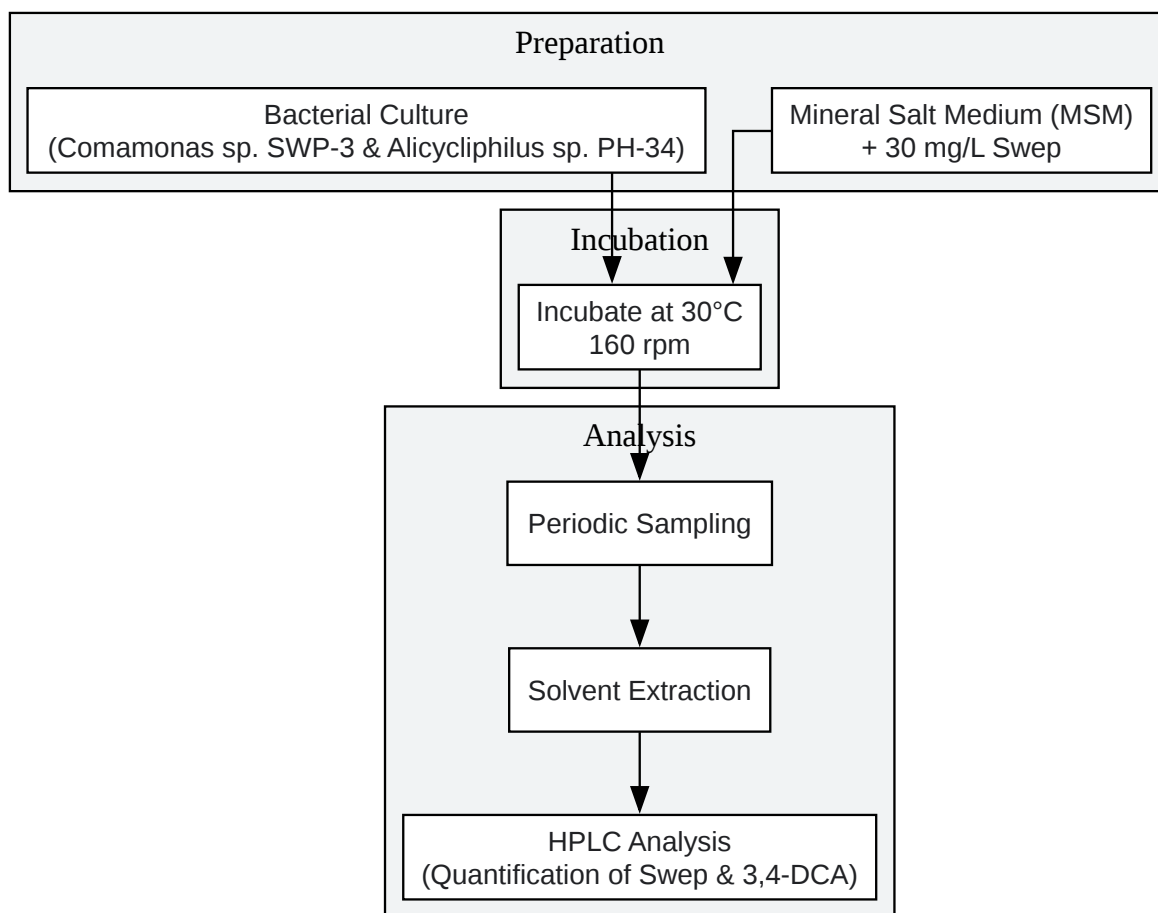 Preparation
Bacterial Culture
(Comamonas sp. SWP-3 & Alicycliphilus sp. PH-34)
Mineral Salt Medium (MSM)
+ 30 mg/L Swep
Incubation
Incubate at 30°C
160 rpm
Analysis
Periodic Sampling
Solvent Extraction
HPLC Analysis
(Quantification of Swep & 3,4-DCA)